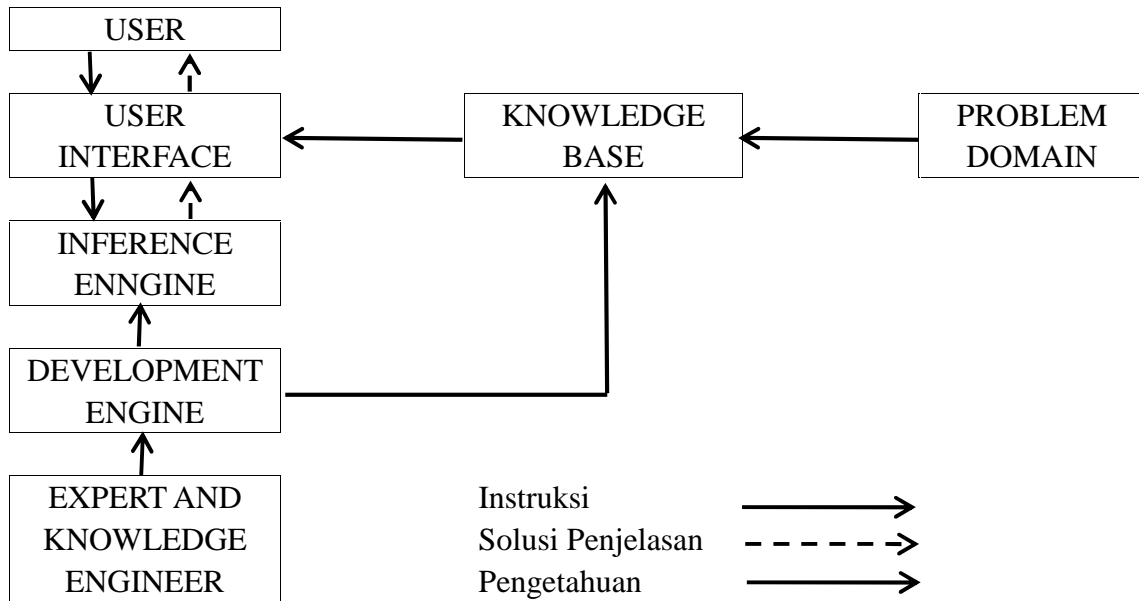 USER
USER
INTERFACE
KNOWLEDGE
BASE
PROBLEM
DOMAIN
INFERENCE
ENNGINE
DEVELOPMENT
ENGINE
EXPERT AND
KNOWLEDGE
ENGINEER
Instruksi
Solusi Penjelasan
Pengetahuan